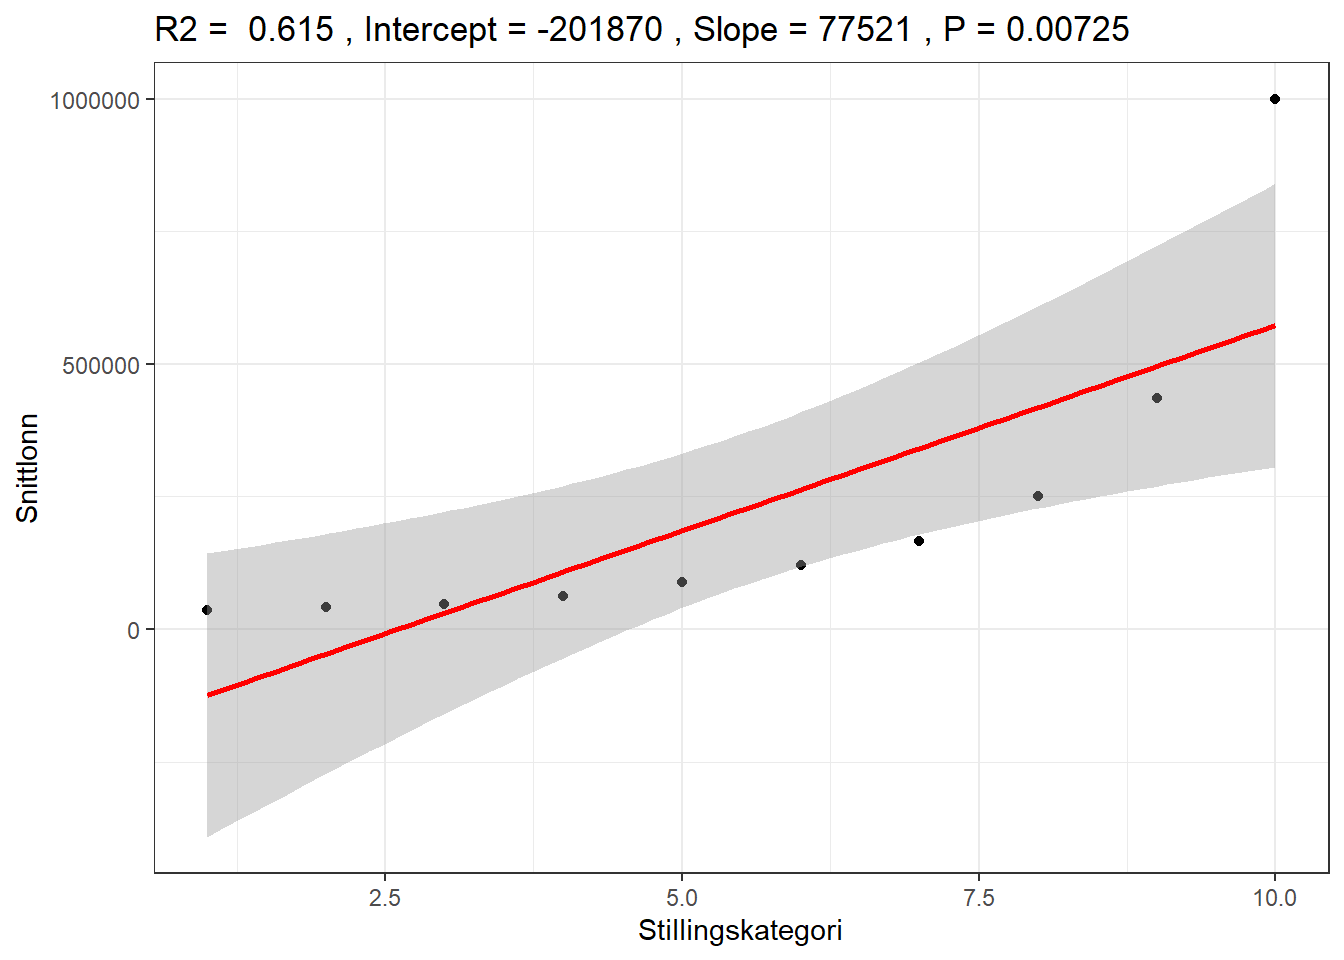 R2 =  0.615 , Intercept = -201870 , Slope = 77521 , P = 0.00725
1000000
500000
0
Snittlonn
2.5
5.0
7.5
10.0
Stillingskategori